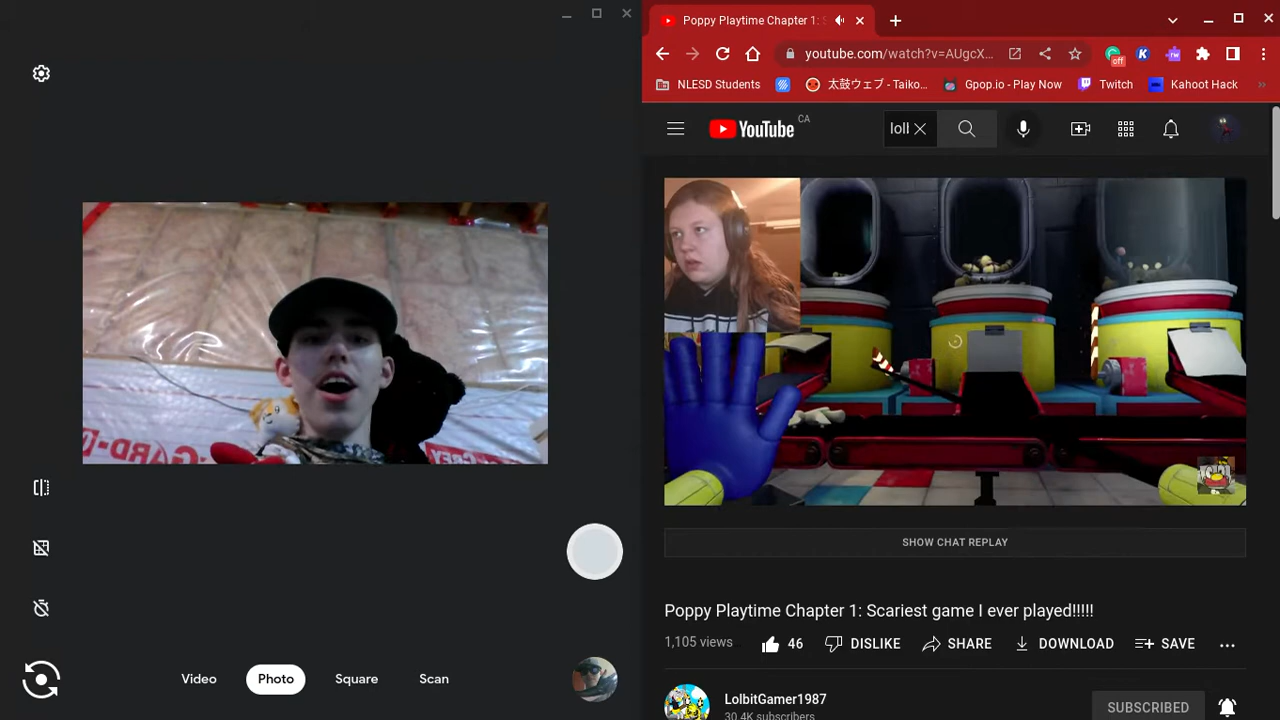 Poppy Playtime Chapter 1: S
youtube.com/watch?v=AUgcX...
off
K
rw
NLESD Students
太鼓ウェブ - Taiko...
Gpop.io - Play Now
Twitch
Kahoot Hack
YouTube CA
loll
SHOW CHAT REPLAY
Poppy Playtime Chapter 1: Scariest game I ever played!!!!!
1,105 views
46
DISLIKE
SHARE
DOWNLOAD
SAVE
LolbitGamer1987
30.4K subscribers
SUBSCRIBED
Video
Photo
Square
Scan